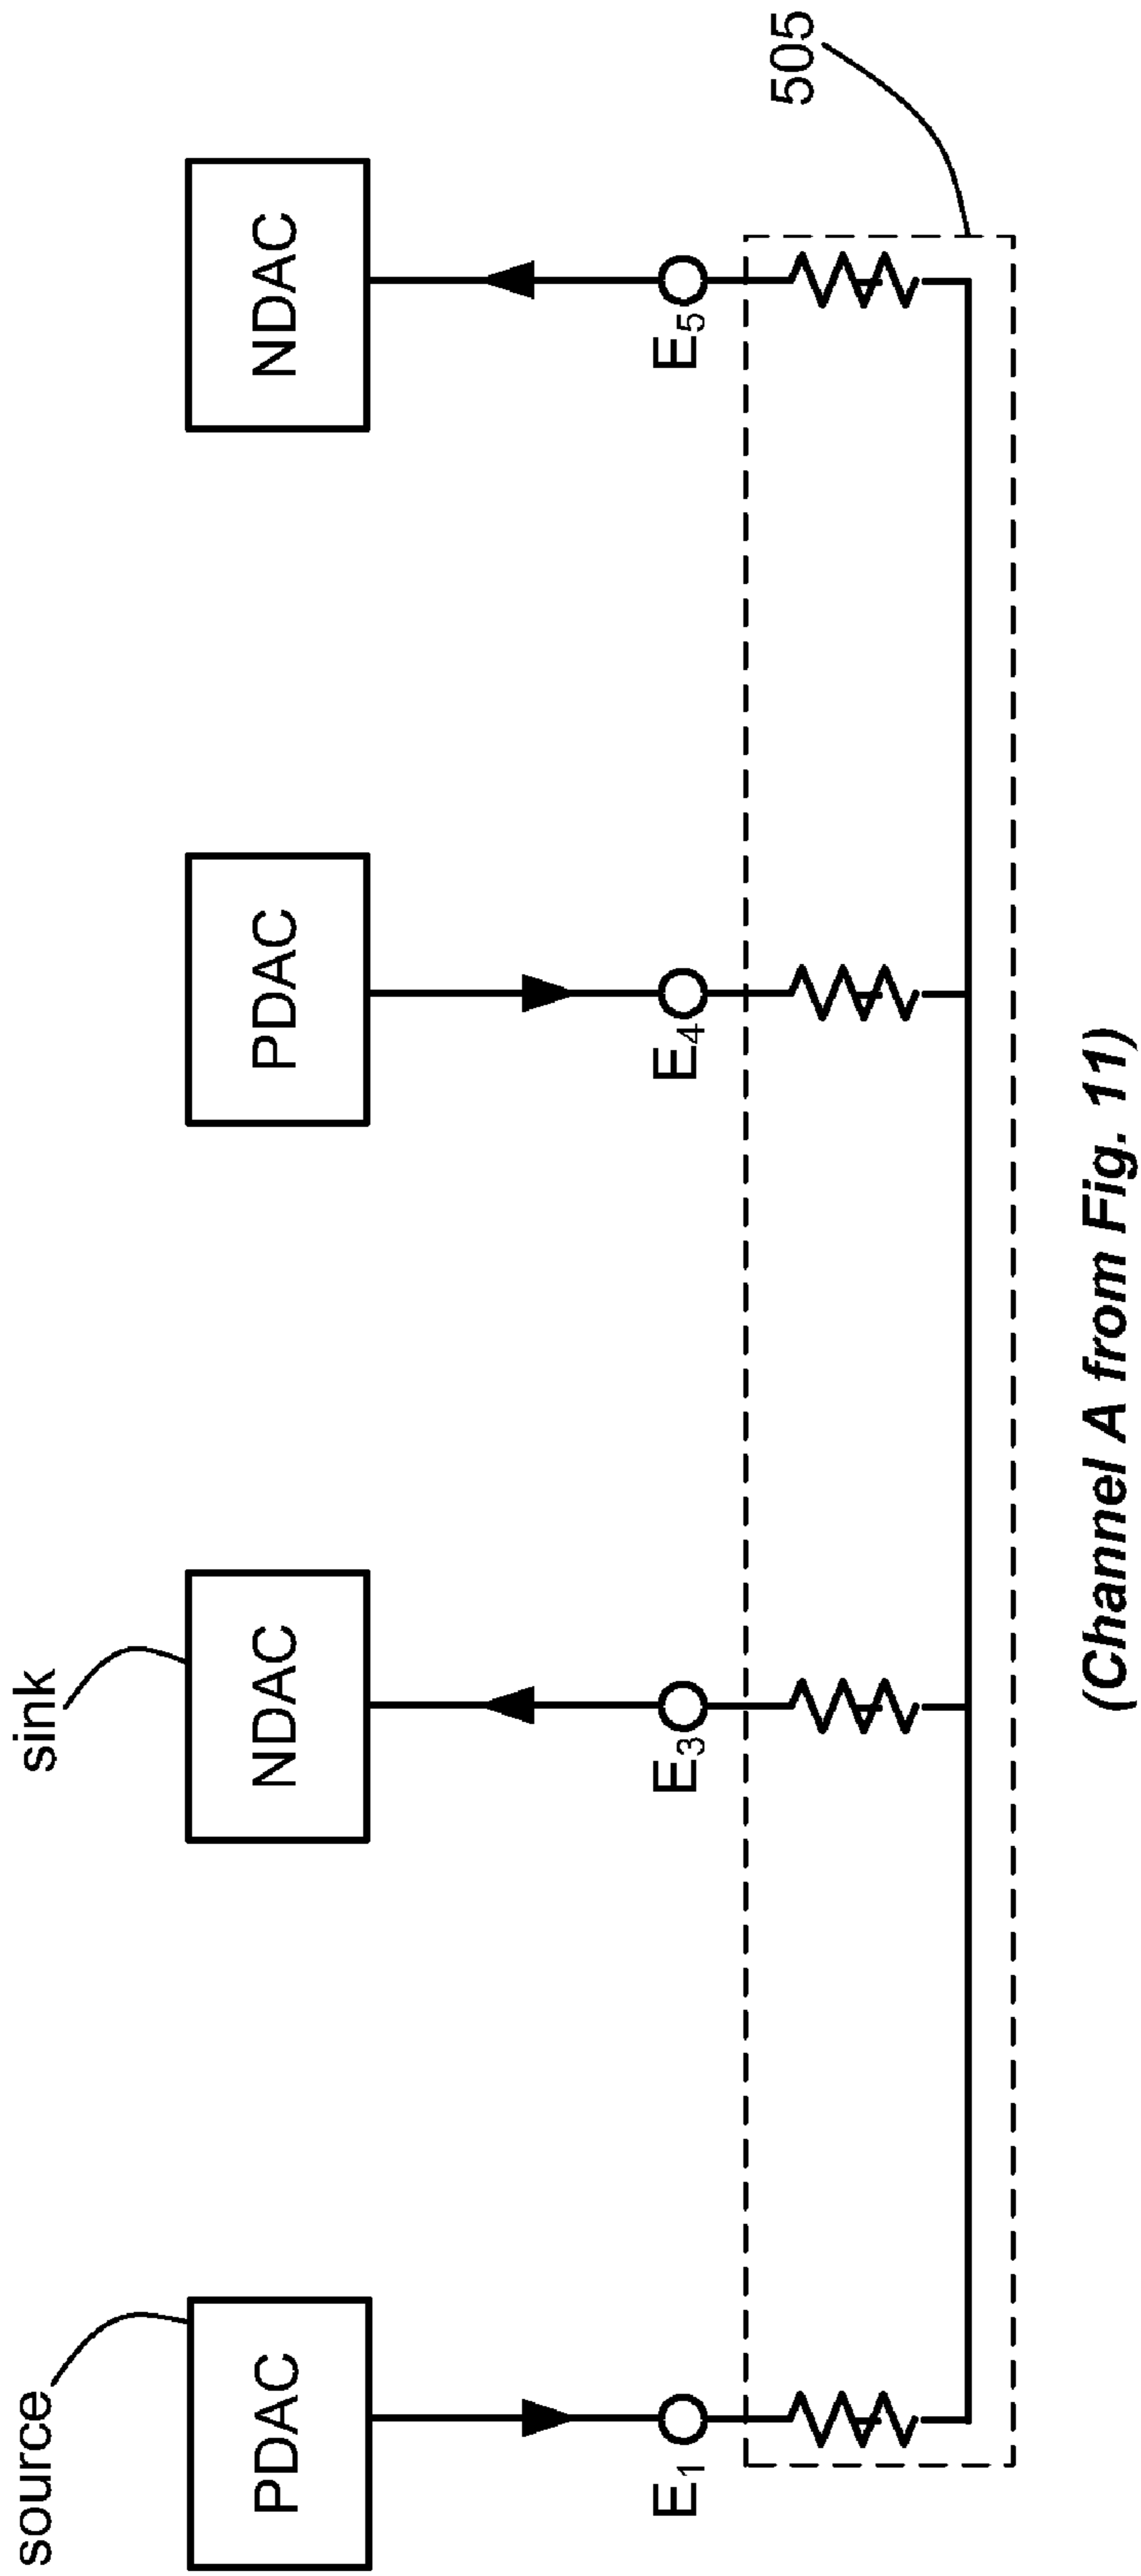 source
sink
PDAC
NDAC
PDAC
NDAC
E1
E3
E4
E5
505
(Channel A from Fig. 11)